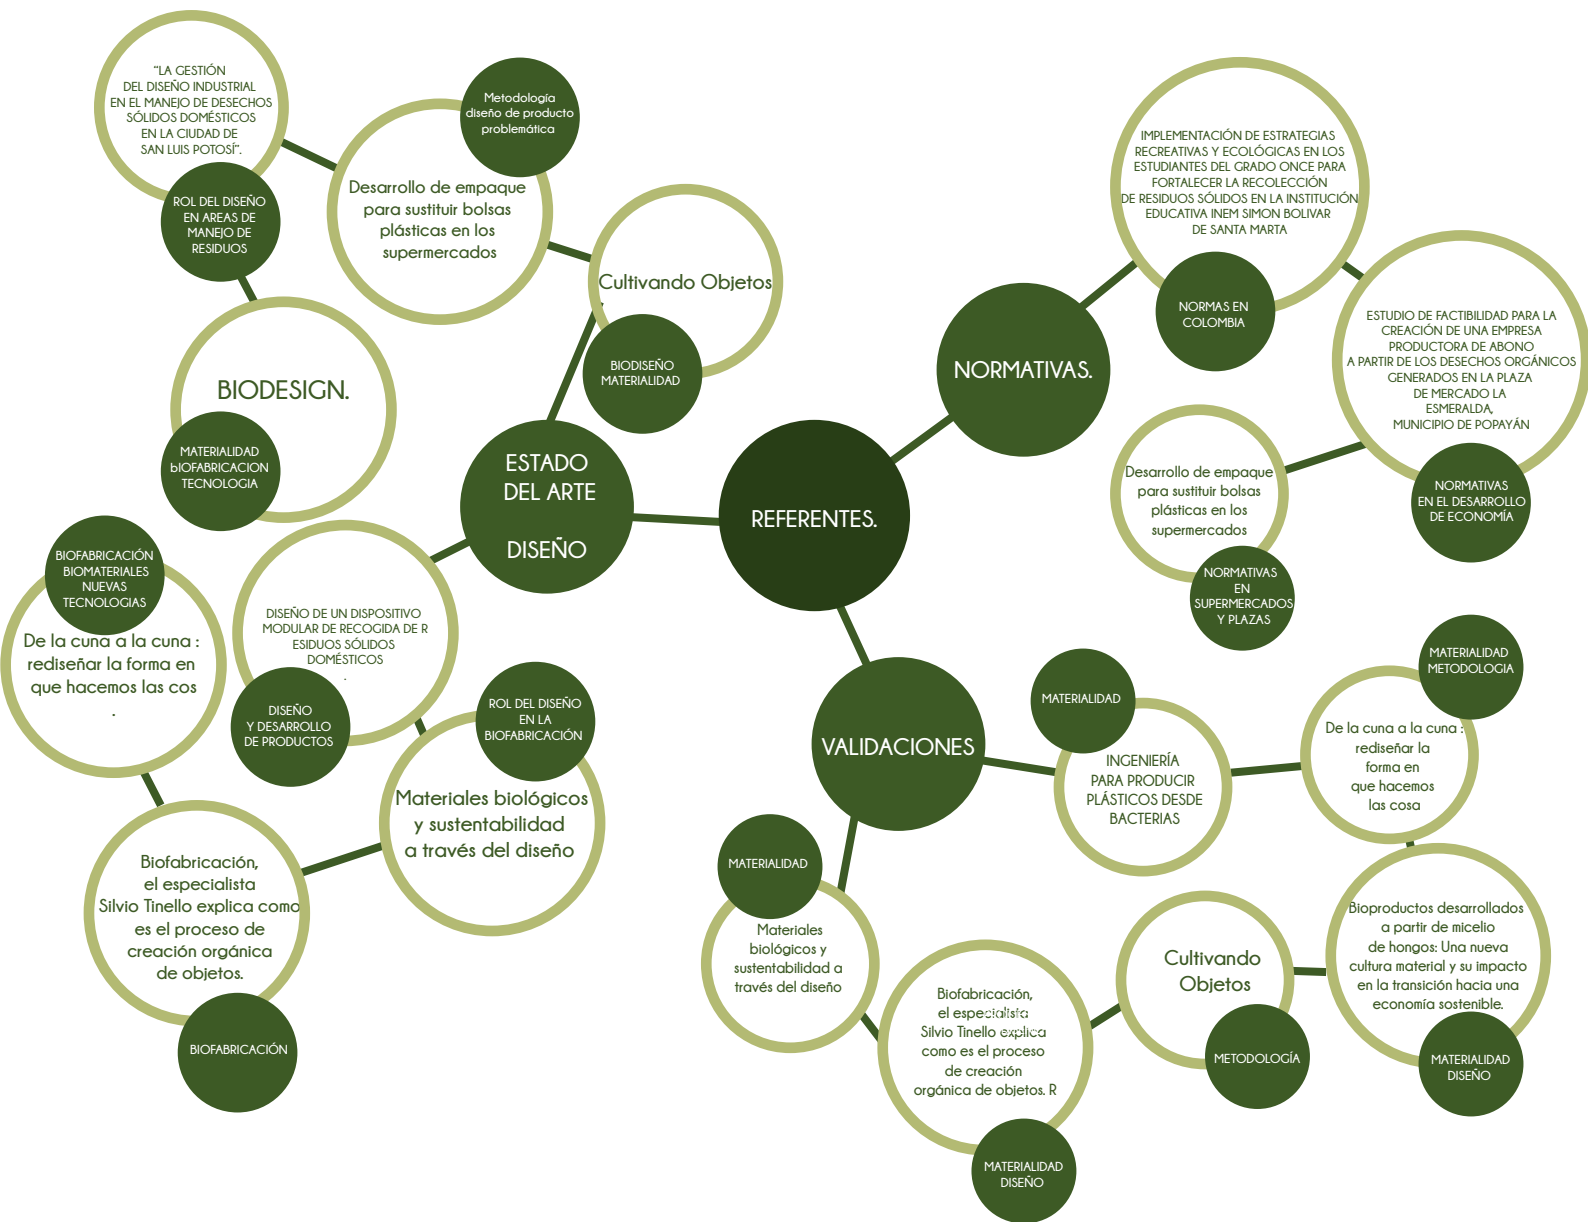 “LA GESTIÓN
DEL DISEÑO INDUSTRIAL
EN EL MANEJO DE DESECHOS
SÓLIDOS DOMÉSTICOS
EN LA CIUDAD DE
SAN LUIS POTOSÍ”.
ROL DEL DISEÑO
EN AREAS DE
MANEJO DE
RESIDUOS
Metodología
diseño de producto
problemática
Desarrollo de empaque
para sustituir bolsas
plásticas en los
supermercados
Cultivando Objetos
.
BIODISEÑO
MATERIALIDAD
BIODESIGN.
MATERIALIDAD
bIOFABRICACION
TECNOLOGIA
ESTADO
DEL ARTE
DISEÑO
REFERENTES.
NORMATIVAS.
IMPLEMENTACIÓN DE ESTRATEGIAS
RECREATIVAS Y ECOLÓGICAS EN LOS
ESTUDIANTES DEL GRADO ONCE PARA
FORTALECER LA RECOLECCIÓN
DE RESIDUOS SÓLIDOS EN LA INSTITUCIÓN
EDUCATIVA INEM SIMON BOLIVAR
DE SANTA MARTA
NORMAS EN
COLOMBIA
ESTUDIO DE FACTIBILIDAD PARA LA
CREACIÓN DE UNA EMPRESA
PRODUCTORA DE ABONO
A PARTIR DE LOS DESECHOS ORGÁNICOS
GENERADOS EN LA PLAZA
DE MERCADO LA
ESMERALDA,
MUNICIPIO DE POPAYÁN
NORMATIVAS
EN EL DESARROLLO
DE ECONOMÍA
Desarrollo de empaque
para sustituir bolsas
plásticas en los
supermercados
NORMATIVAS
EN
SUPERMERCADOS
Y PLAZAS
BIOFABRICACIÓN
BIOMATERIALES
NUEVAS
TECNOLOGIAS
De la cuna a la cuna :
rediseñar la forma en
que hacemos las cos
.
DISEÑO DE UN DISPOSITIVO
MODULAR DE RECOGIDA DE R
ESIDUOS SÓLIDOS
DOMÉSTICOS
.
DISEÑO
Y DESARROLLO
DE PRODUCTOS
ROL DEL DISEÑO
EN LA
BIOFABRICACIÓN
Materiales biológicos
y sustentabilidad
a través del diseño
Biofabricación,
el especialista
Silvio Tinello explica como
es el proceso de
creación orgánica
de objetos.
BIOFABRICACIÓN
VALIDACIONES
MATERIALIDAD
INGENIERÍA
PARA PRODUCIR
PLÁSTICOS DESDE
BACTERIAS
MATERIALIDAD
METODOLOGIA
De la cuna a la cuna :
rediseñar la
forma en
que hacemos
las cosa
MATERIALIDAD
Materiales
biológicos y
sustentabilidad a
través del diseño
Biofabricación,
el especialista
Silvio Tinello explica
como es el proceso
de creación
orgánica de objetos. R
MATERIALIDAD
DISEÑO
Cultivando
Objetos
METODOLOGÍA
Bioproductos desarrollados
a partir de micelio
de hongos: Una nueva
cultura material y su impacto
en la transición hacia una
economía sostenible.
MATERIALIDAD
DISEÑO